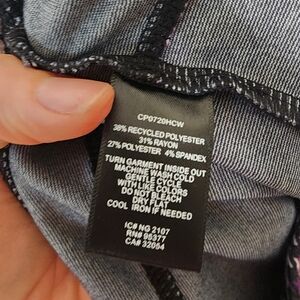 CP0720HCW
38% RECYCLED POLYESTER
31% RAYON
27% POLYESTER 4% SPANDEX
TURN GARMENT INSIDE OUT
MACHINE WASH COLD
GENTLE CYCLE
WITH LIKE COLORS
DO NOT BLEACH
DRY FLAT
COOL IRON IF NEEDED
IC# NG 2107
RN# 95377
CA# 32054